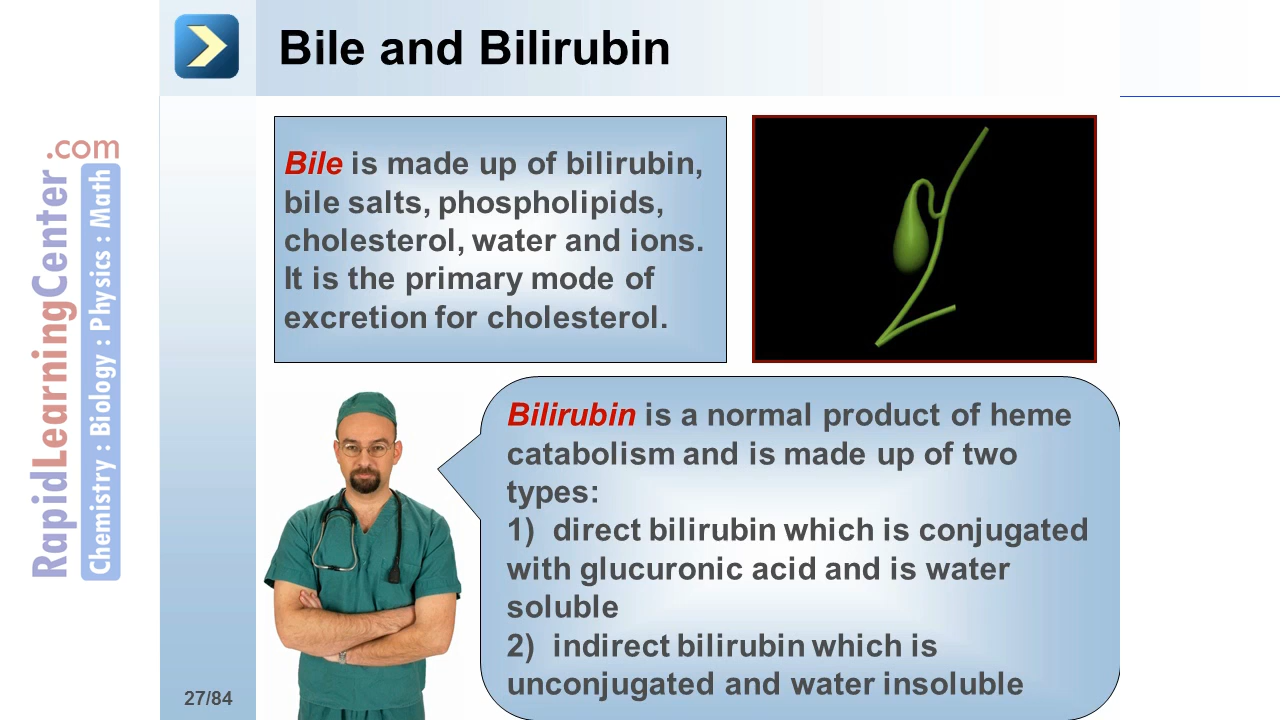 Bile and Bilirubin
Bile is made up of bilirubin,
bile salts, phospholipids,
cholesterol, water and ions.
It is the primary mode of
excretion for cholesterol.
Bilirubin is a normal product of heme
catabolism and is made up of two
types:
1) direct bilirubin which is conjugated
with glucuronic acid and is water
soluble
2) indirect bilirubin which is
unconjugated and water insoluble
27/84
RapidLearningCenter.com
Chemistry : Biology : Physics : Math